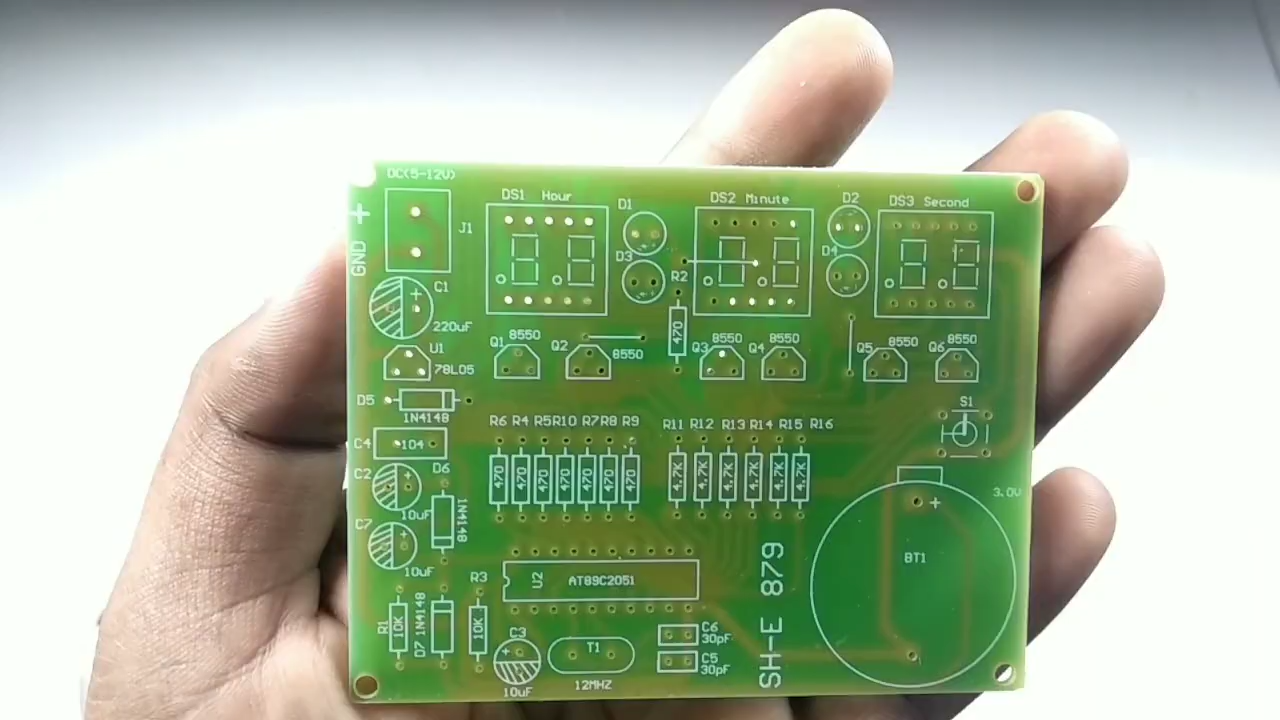 DC(5-12V)
+
GND
J1
DS1 Hour
D1
D3
R2
470
DS2 Minute
D2
D4
DS3 Second
C1
+
220uF
U1
78L05
Q1
8550
Q2
8550
Q3
8550
Q4
8550
Q5
8550
Q6
8550
D5
1N4148
C4
104
C2
+
10uF
D6
1N4148
C7
+
10uF
R6 R4 R5 R10 R7 R8 R9
470 470 470 470 470 470 470
R11 R12 R13 R14 R15 R16
4.7K 4.7K 4.7K 4.7K 4.7K 4.7K
S1
3.0V
+
BT1
U2
AT89C2051
R1
10K
D7 1N4148
R3
10K
C3
+
10uF
T1
12MHZ
C6
30pF
C5
30pF
SH-E 879